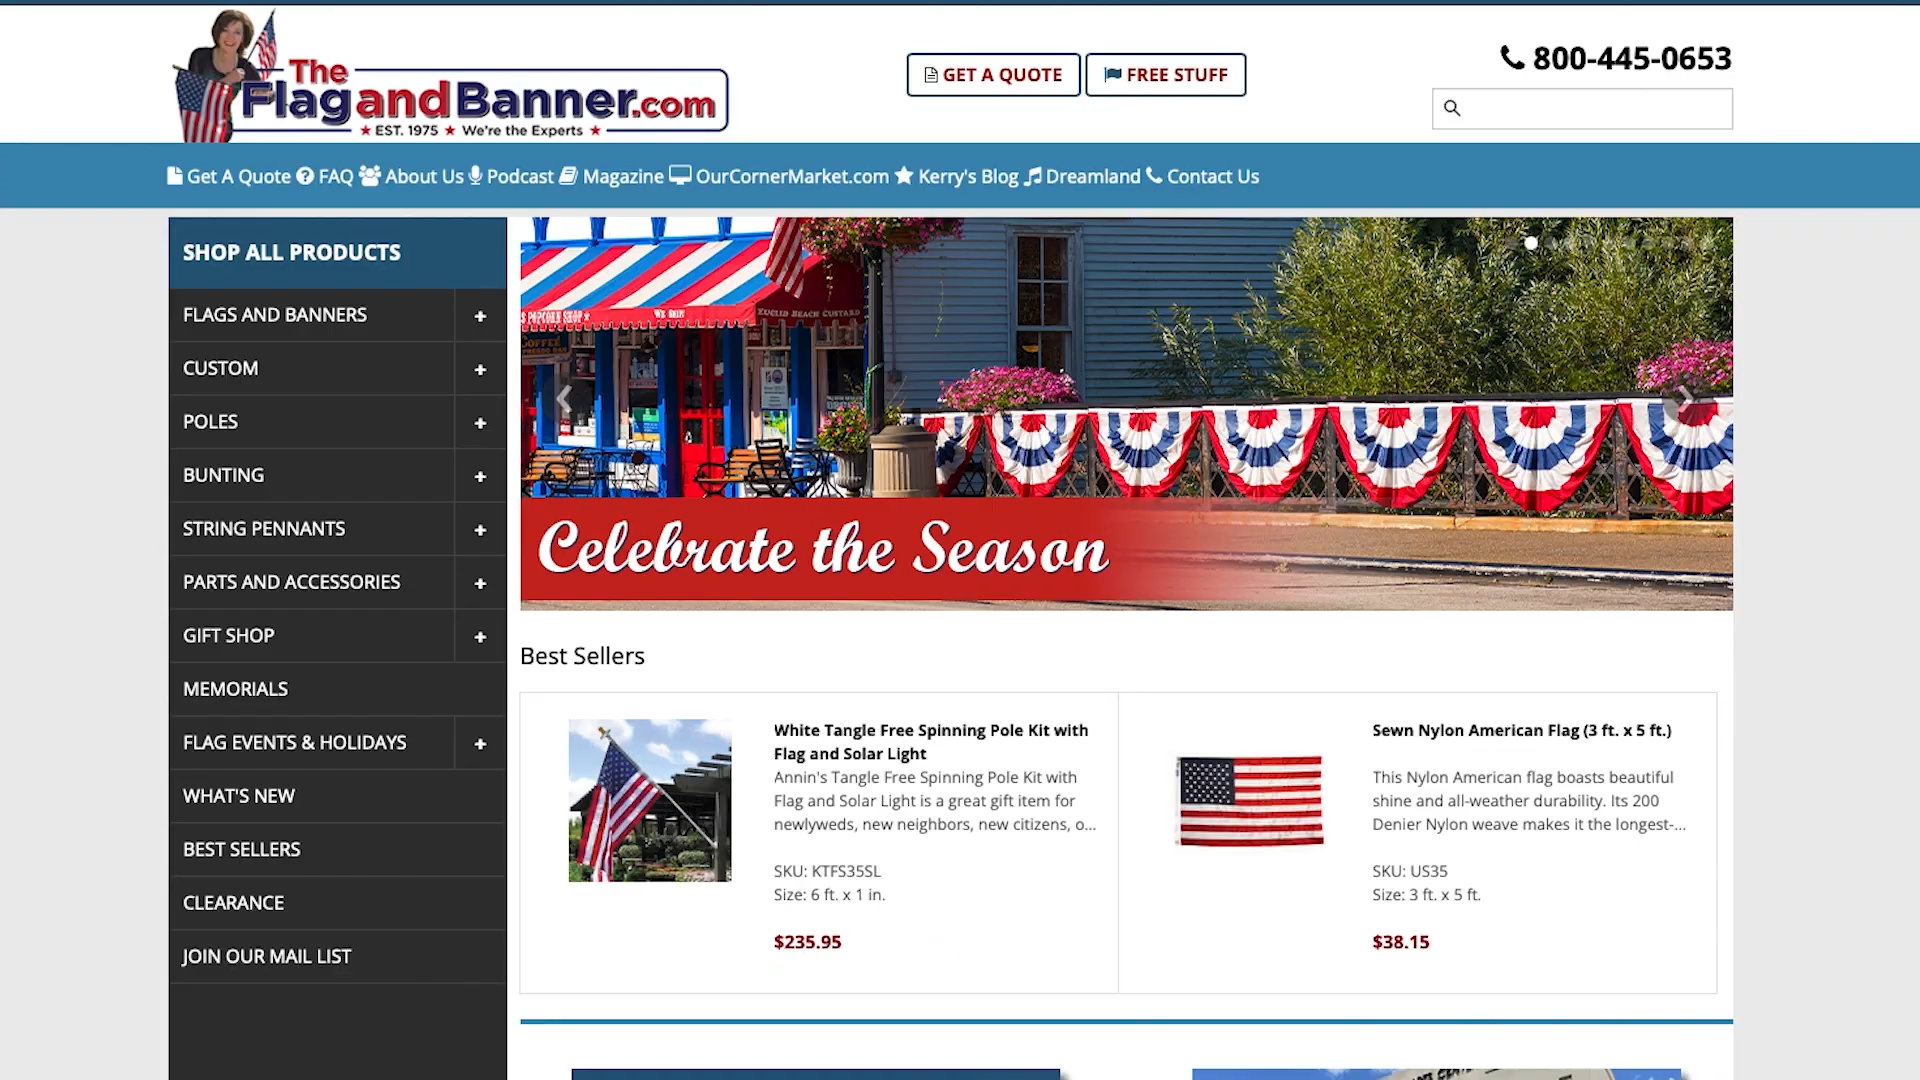 The
FlagandBanner.com
EST. 1975 We're the Experts
GET A QUOTE
FREE STUFF
800-445-0653
Get A Quote FAQ About Us Podcast Magazine OurCornerMarket.com Kerry's Blog Dreamland Contact Us
SHOP ALL PRODUCTS
FLAGS AND BANNERS +
CUSTOM +
POLES +
BUNTING +
STRING PENNANTS +
PARTS AND ACCESSORIES +
GIFT SHOP +
MEMORIALS
FLAG EVENTS & HOLIDAYS +
WHAT'S NEW
BEST SELLERS
CLEARANCE
JOIN OUR MAIL LIST
POPCORN SHOP
WE SHIP!
EUCLID BEACH CUSTARD
COFFEE
Celebrate the Season
Best Sellers
White Tangle Free Spinning Pole Kit with
Flag and Solar Light
Annin's Tangle Free Spinning Pole Kit with
Flag and Solar Light is a great gift item for
newlyweds, new neighbors, new citizens, o...
SKU: KTFS35SL
Size: 6 ft. x 1 in.
$235.95
Sewn Nylon American Flag (3 ft. x 5 ft.)
This Nylon American flag boasts beautiful
shine and all-weather durability. Its 200
Denier Nylon weave makes it the longest-...
SKU: US35
Size: 3 ft. x 5 ft.
$38.15